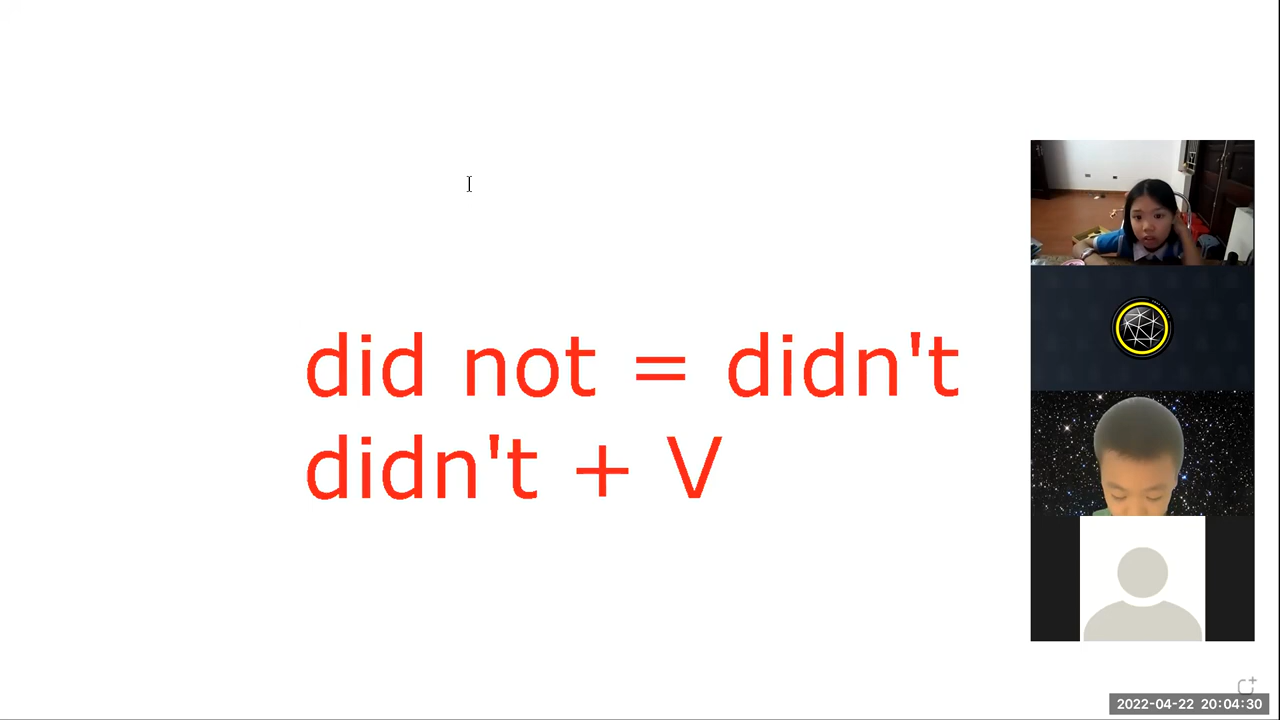 did not = didn't
didn't + V
2022-04-22 20:04:30